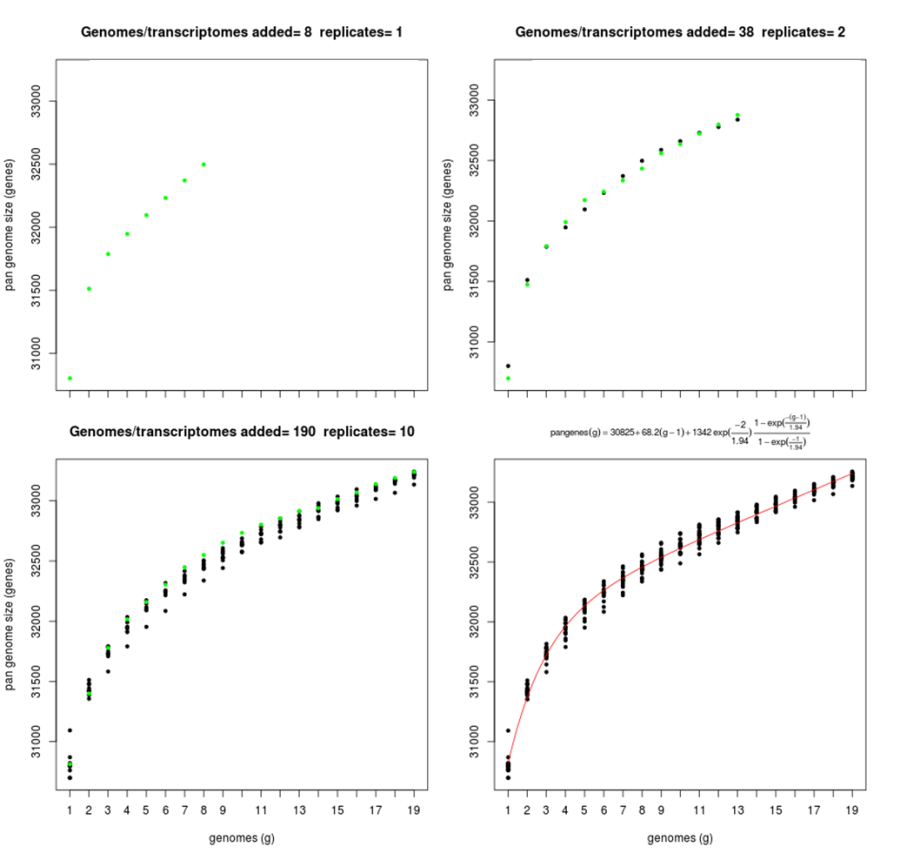 Genomes/transcriptomes added= 8 replicates= 1
pan genome size (genes)
33000
32500
32000
31500
31000
Genomes/transcriptomes added= 38 replicates= 2
pan genome size (genes)
33000
32500
32000
31500
31000
Genomes/transcriptomes added= 190 replicates= 10
pan genome size (genes)
33000
32500
32000
31500
31000
1 2 3 4 5 6 7 8 9 11 13 15 17 19
genomes (g)
pangenes(g) = 30825+68.2(g−1)+1342 exp(−2/1.94) 1−exp(−(g−1)/1.94) / 1−exp(−1/1.94)
33000
32500
32000
31500
31000
1 2 3 4 5 6 7 8 9 11 13 15 17 19
genomes (g)